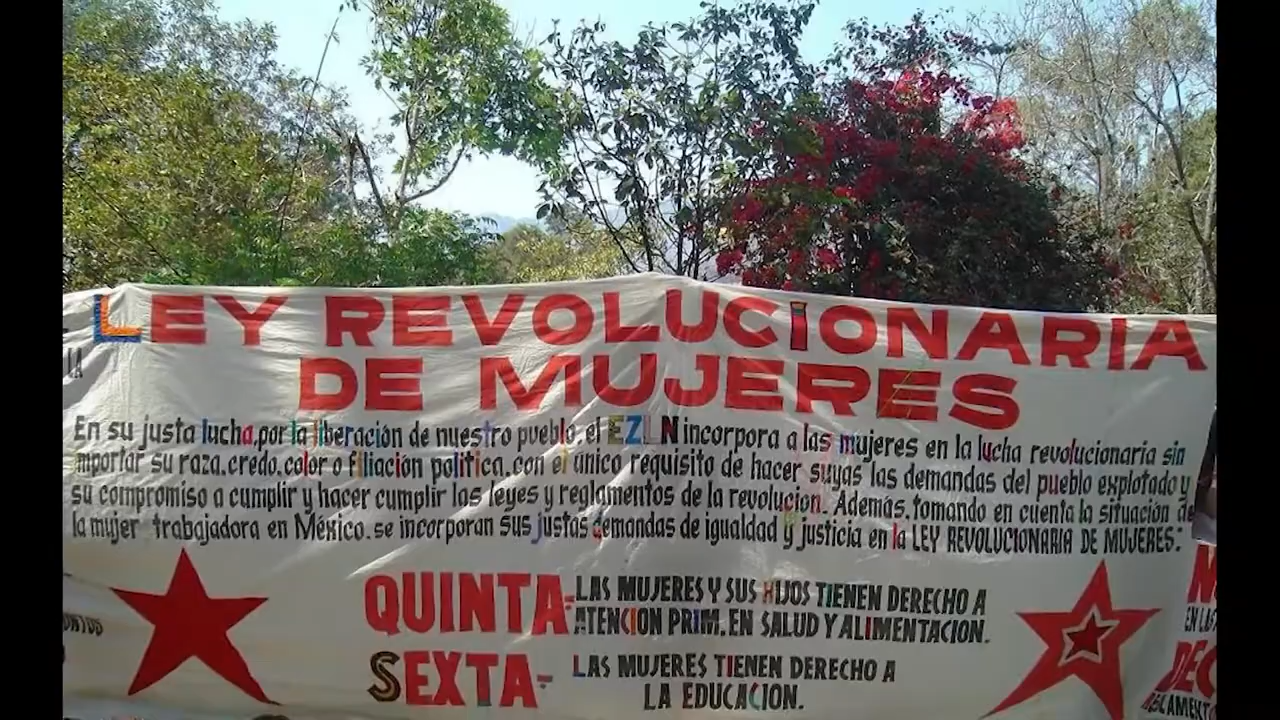 LEY REVOLUCIONARIA
DE MUJERES
En su justa lucha,por la liberación de nuestro pueblo,el EZLN incorpora a las mujeres en la lucha revolucionaria sin
importar su raza,credo,color o filiación política,con el único requisito de hacer suyas las demandas del pueblo explotado y
su compromiso a cumplir y hacer cumplir las leyes y reglamentos de la revolucion. Además,tomando en cuenta la situación de
la mujer trabajadora en México,se incorporan sus justas demandas de igualdad y justicia en la LEY REVOLUCIONARIA DE MUJERES:
QUINTA- LAS MUJERES Y SUS HIJOS TIENEN DERECHO A
ATENCION PRIM. EN SALUD Y ALIMENTACION.
SEXTA- LAS MUJERES TIENEN DERECHO A
LA EDUCACION.